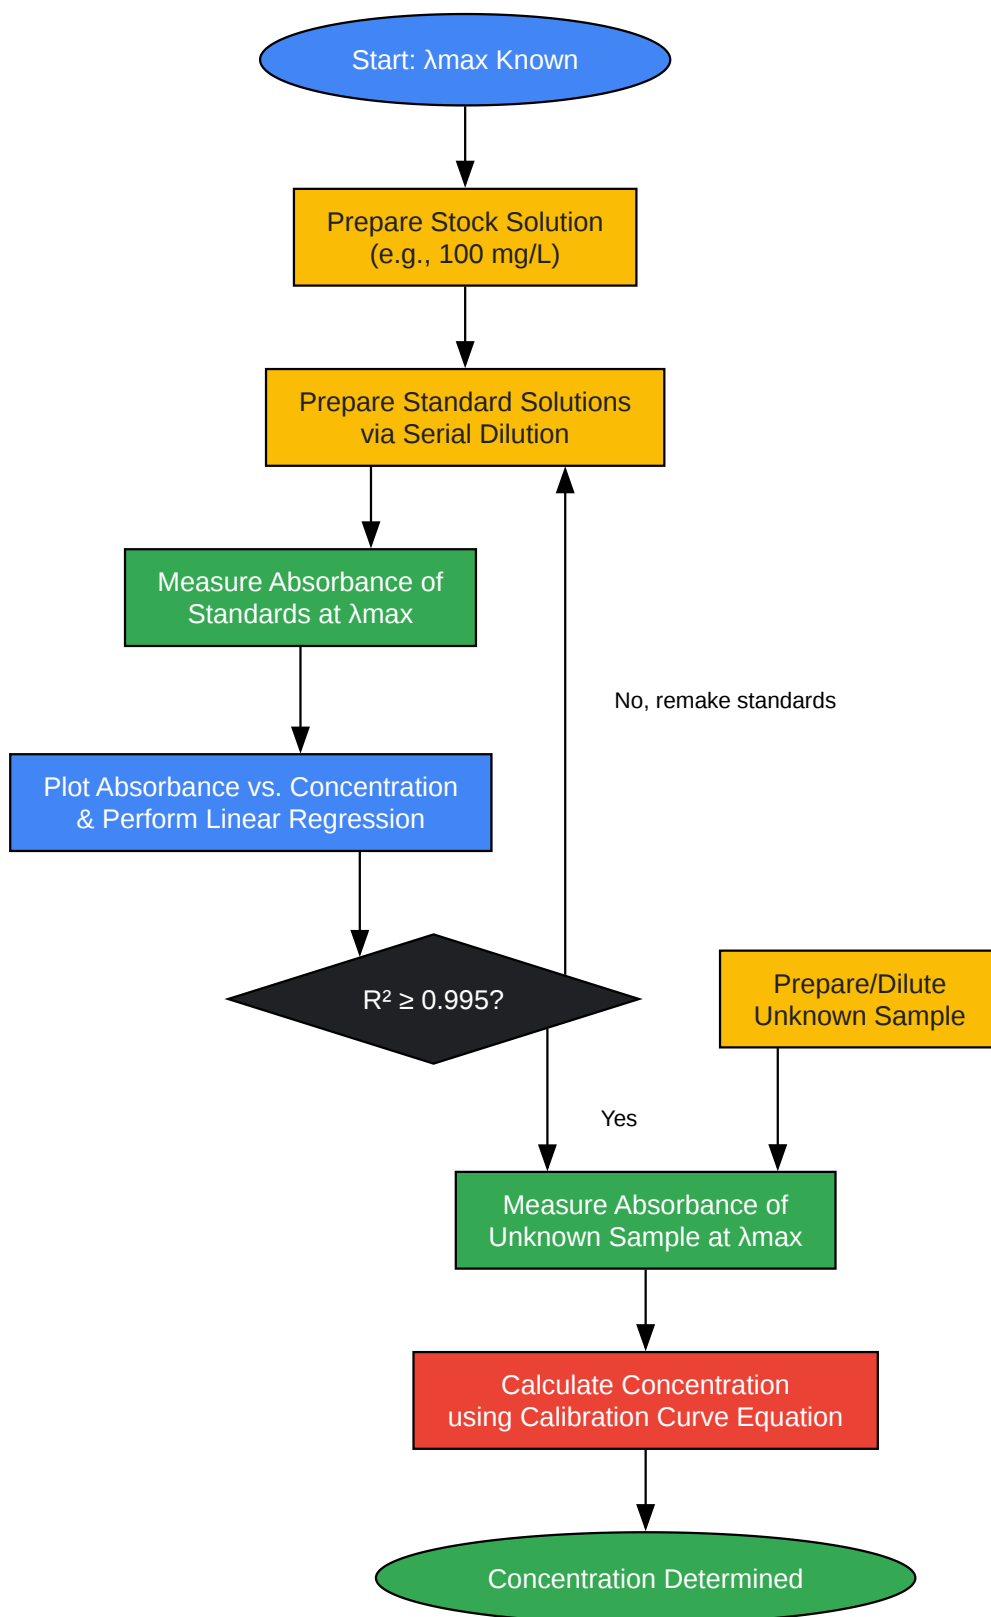 Start: λmax Known
Prepare Stock Solution
(e.g., 100 mg/L)
Prepare Standard Solutions
via Serial Dilution
Measure Absorbance of
Standards at λmax
No, remake standards
Plot Absorbance vs. Concentration
& Perform Linear Regression
R² ≥ 0.995?
Prepare/Dilute
Unknown Sample
Yes
Measure Absorbance of
Unknown Sample at λmax
Calculate Concentration
using Calibration Curve Equation
Concentration Determined